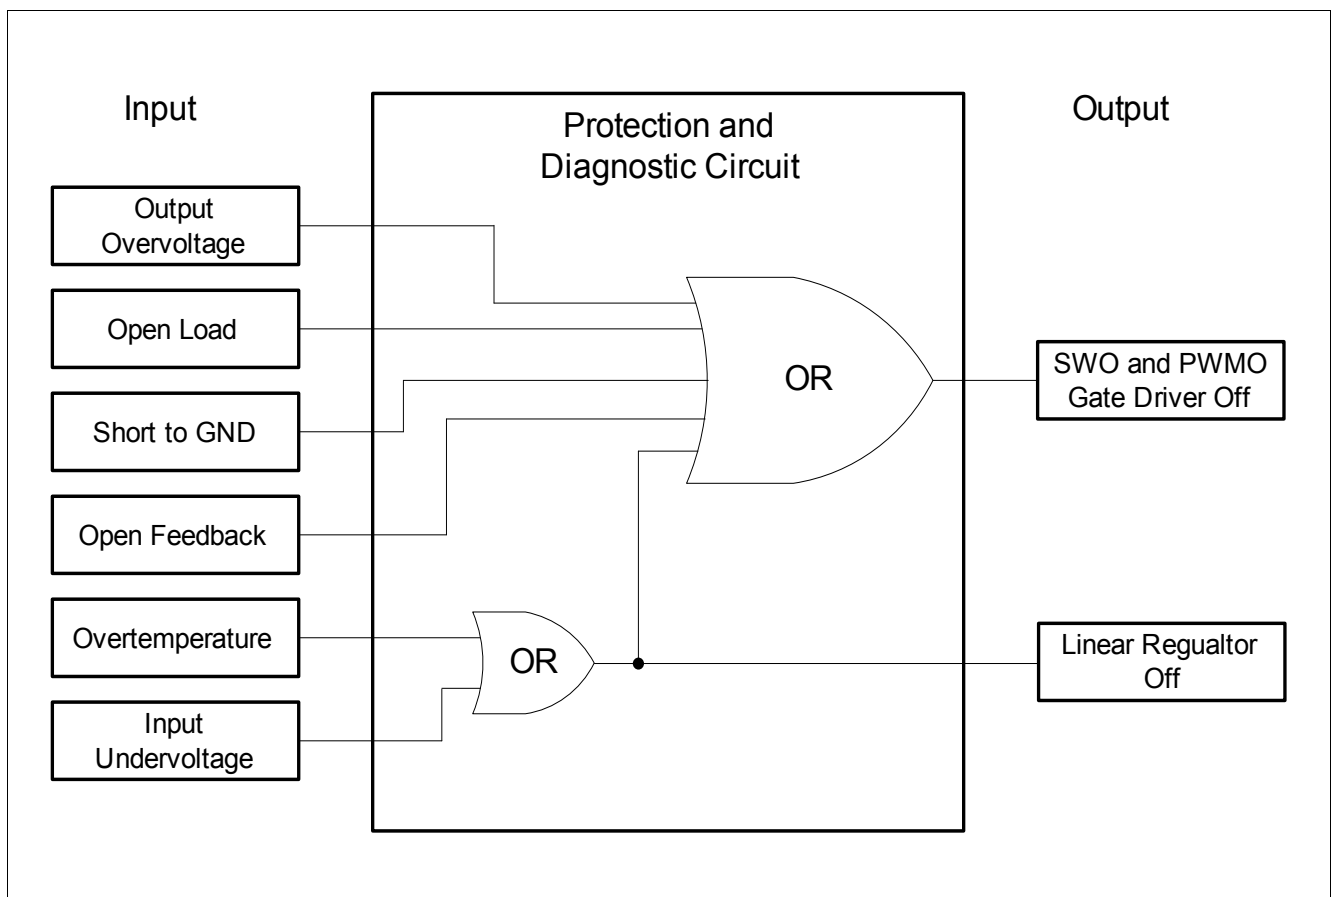 Input
Protection and
Diagnostic Circuit
Output
Output
Overvoltage
Open Load
Short to GND
Open Feedback
Overtemperature
Input
Undervoltage
OR
OR
SWO and PWMO
Gate Driver Off
Linear Regualtor
Off